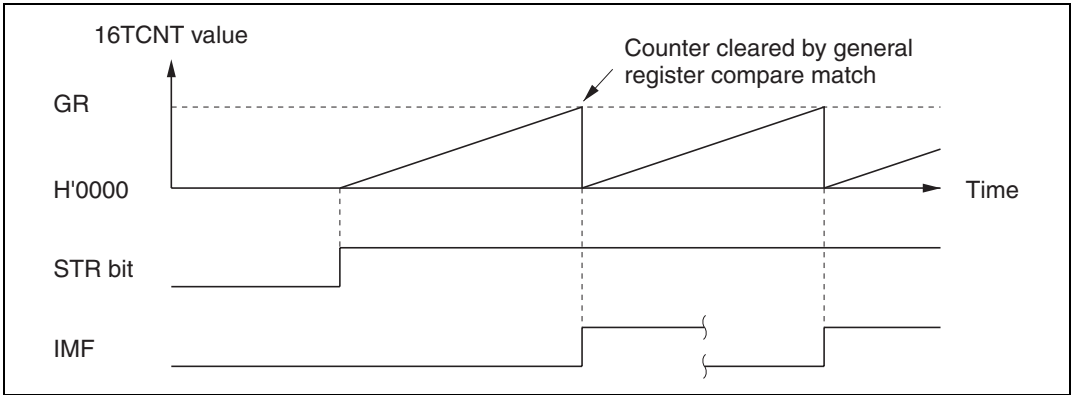 16TCNT value
Counter cleared by general
register compare match
GR
H'0000
Time
STR bit
IMF